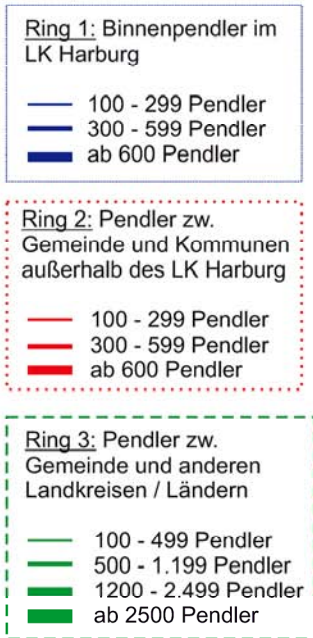 Ring 1: Binnenpendler im
LK Harburg
100 - 299 Pendler
300 - 599 Pendler
ab 600 Pendler
Ring 2: Pendler zw.
Gemeinde und Kommunen
außerhalb des LK Harburg
100 - 299 Pendler
300 - 599 Pendler
ab 600 Pendler
Ring 3: Pendler zw.
Gemeinde und anderen
Landkreisen / Ländern
100 - 499 Pendler
500 - 1.199 Pendler
1200 - 2.499 Pendler
ab 2500 Pendler